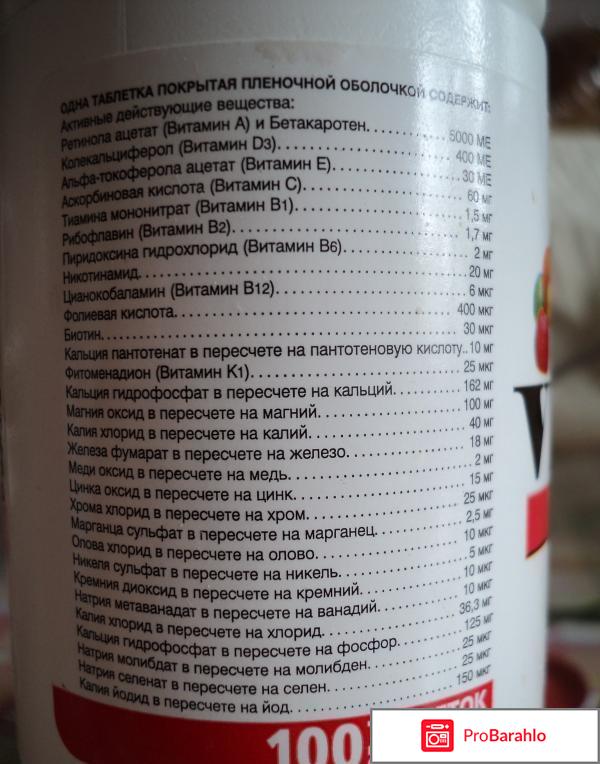 ОДНА ТАБЛЕТКА ПОКРЫТАЯ ПЛЕНОЧНОЙ ОБОЛОЧКОЙ СОДЕРЖИТ:
Активные действующие вещества:
Ретинола ацетат (Витамин А) и Бетакаротен. 5000 МЕ
Колекальциферол (Витамин D3). 400 МЕ
Альфа-токоферола ацетат (Витамин Е). 30 МЕ
Аскорбиновая кислота (Витамин С). 60 мг
Тиамина мононитрат (Витамин В1). 1,5 мг
Рибофлавин (Витамин В2). 1,7 мг
Пиридоксина гидрохлорид (Витамин В6). 2 мг
Никотинамид. 20 мг
Цианокобаламин (Витамин В12). 6 мкг
Фолиевая кислота. 400 мкг
Биотин. 30 мкг
Кальция пантотенат в пересчете на пантотеновую кислоту.. 10 мг
Фитоменадион (Витамин К1). 25 мкг
Кальция гидрофосфат в пересчете на кальций. 162 мг
Магния оксид в пересчете на магний. 100 мг
Калия хлорид в пересчете на калий. 40 мг
Железа фумарат в пересчете на железо. 18 мг
Меди оксид в пересчете на медь. 2 мг
Цинка оксид в пересчете на цинк. 15 мг
Хрома хлорид в пересчете на хром. 25 мкг
Марганца сульфат в пересчете на марганец. 2,5 мг
Олова хлорид в пересчете на олово. 10 мкг
Никеля сульфат в пересчете на никель. 5 мкг
Кремния диоксид в пересчете на кремний. 10 мкг
Натрия метаванадат в пересчете на ванадий. 10 мкг
Калия хлорид в пересчете на хлорид. 36,3 мг
Кальция гидрофосфат в пересчете на фосфор. 125 мг
Натрия молибдат в пересчете на молибден. 25 мкг
Натрия селенат в пересчете на селен. 25 мкг
Калия йодид в пересчете на йод. 150 мкг
100
ProBarahlo